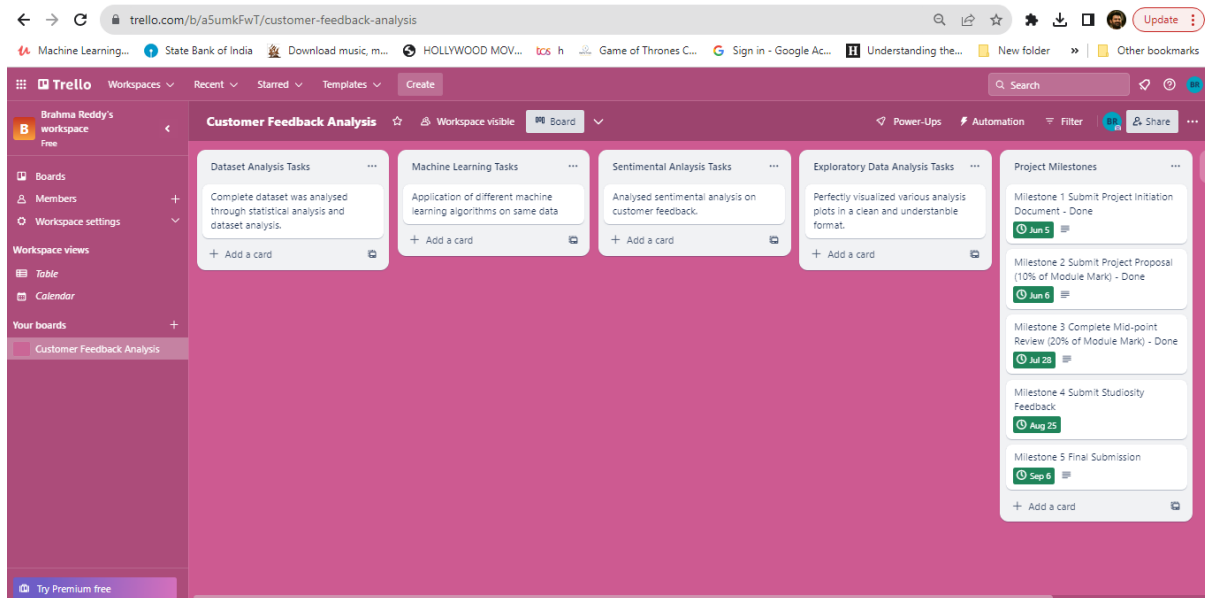 trello.com/b/a5umkFwT/customer-feedback-analysis
Update
Machine Learning... State Bank of India Download music, m... HOLLYWOOD MOV... tcs h Game of Thrones C... G Sign in - Google Ac... H Understanding the... New folder » Other bookmarks
Trello Workspaces Recent Starred Templates Create Search BR
B
Brahma Reddy's
workspace
Free
Customer Feedback Analysis Workspace visible Board Power-Ups Automation Filter BR Share ...
Boards
Members +
Workspace settings
Workspace views
Table
Calendar
Your boards +
Customer Feedback Analysis
Try Premium free
Dataset Analysis Tasks ...
Complete dataset was analysed
through statistical analysis and
dataset analysis.
+ Add a card
Machine Learning Tasks ...
Application of different machine
learning algorithms on same data
+ Add a card
Sentimental Anlaysis Tasks ...
Analysed sentimental analysis on
customer feedback.
+ Add a card
Exploratory Data Analysis Tasks ...
Perfectly visualized various analysis
plots in a clean and understanble
format.
+ Add a card
Project Milestones ...
Milestone 1 Submit Project Initiation
Document - Done
Jun 5
Milestone 2 Submit Project Proposal
(10% of Module Mark) - Done
Jun 6
Milestone 3 Complete Mid-point
Review (20% of Module Mark) - Done
Jul 28
Milestone 4 Submit Studiosity
Feedback
Aug 25
Milestone 5 Final Submission
Sep 6
+ Add a card